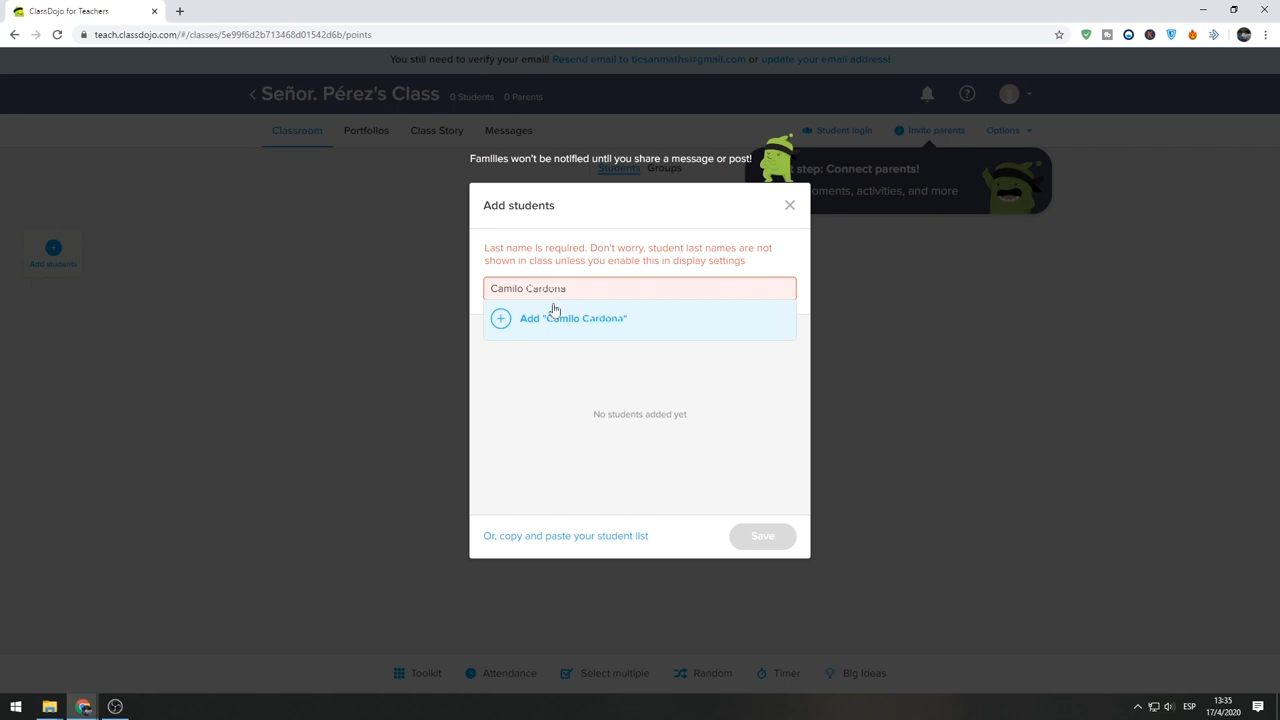 ClassDojo for Teachers
teach.classdojo.com/#/classes/5e99f6d2b713468d01542d6b/points
You still need to verify your email! Resend email to ticsanmaths@gmail.com or update your email address!
Señor. Pérez's Class 0 Students 0 Parents
Classroom Portfolios Class Story Messages Student login Invite parents Options
Families won't be notified until you share a message or post!
Students Groups
step: Connect parents!
moments, activities, and more
Add students
Add students
Last name is required. Don't worry, student last names are not
shown in class unless you enable this in display settings
Camilo Cardona
Add "Camilo Cardona"
No students added yet
Or, copy and paste your student list Save
Toolkit Attendance Select multiple Random Timer Big Ideas
ESP
13:35
17/4/2020